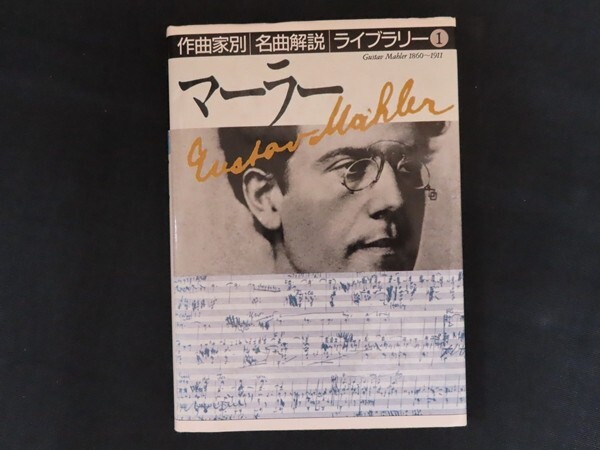 作曲家別 名曲解説 ライブラリー 1
Gustav Mahler 1860～1911
マーラー
Gustav Mahler